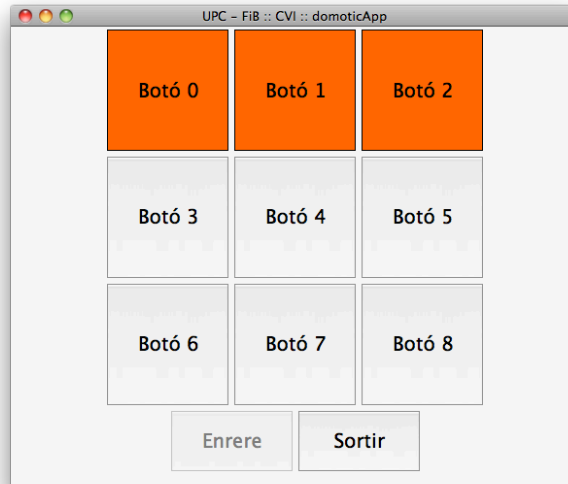 UPC – FiB :: CVI :: domoticApp
Botó 0 Botó 1 Botó 2
Botó 3 Botó 4 Botó 5
Botó 6 Botó 7 Botó 8
Enrere Sortir